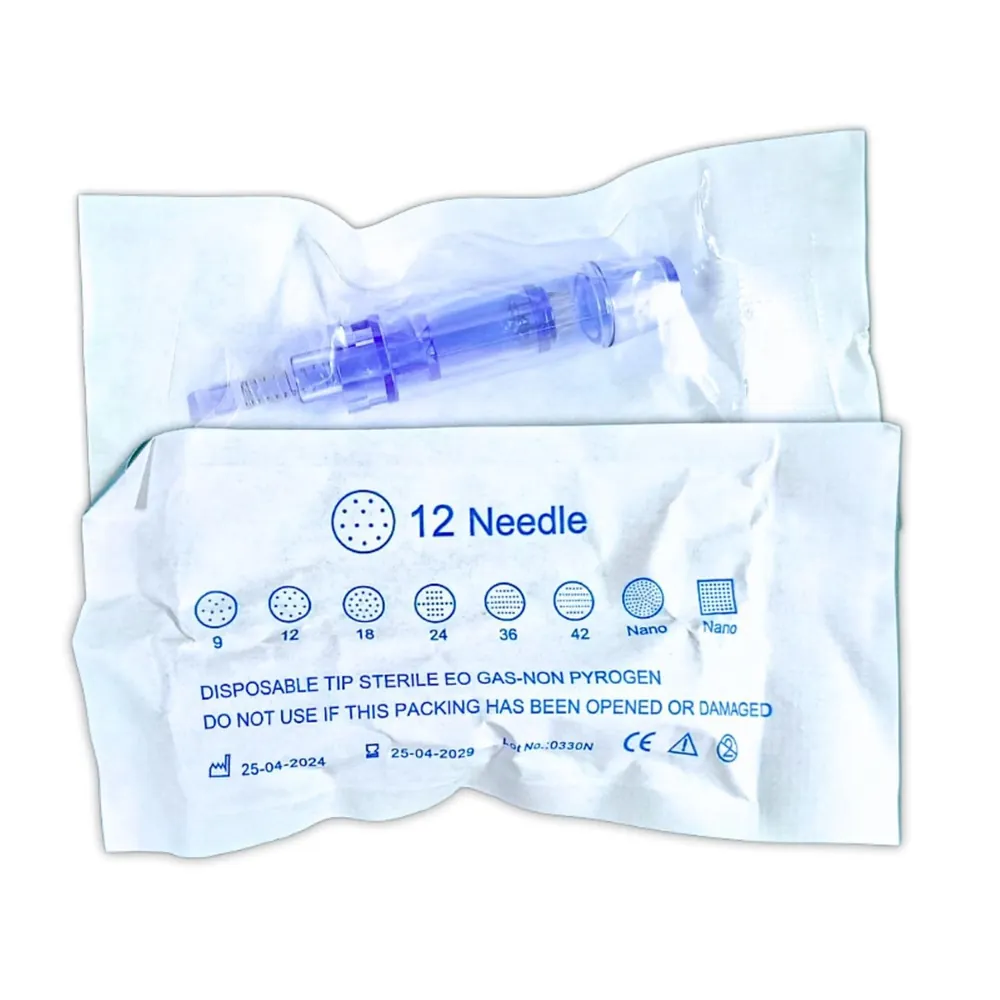 12 Needle
9 12 18 24 36 42 Nano Nano
DISPOSABLE TIP STERILE EO GAS-NON PYROGEN
DO NOT USE IF THIS PACKING HAS BEEN OPENED OR DAMAGED
25-04-2024 25-04-2029 Lot No.:0330N CE 2